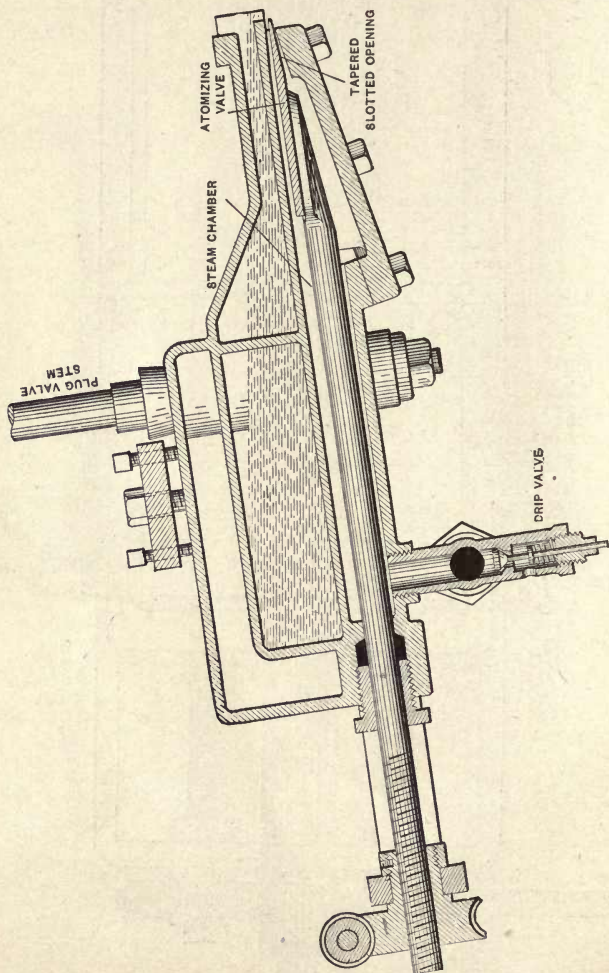 ATOMIZING
VALVE
TAPERED
SLOTTED OPENING
STEAM CHAMBER
PLUG VALVE
STEM
DRIP VALVE